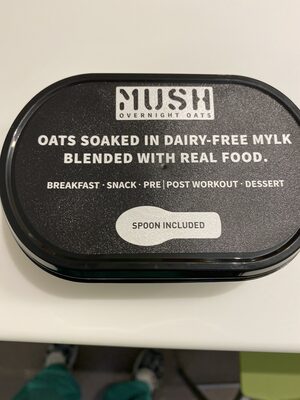 MUSH
OVERNIGHT OATS
OATS SOAKED IN DAIRY-FREE MYLK
BLENDED WITH REAL FOOD.
BREAKFAST · SNACK · PRE|POST WORKOUT · DESSERT
SPOON INCLUDED